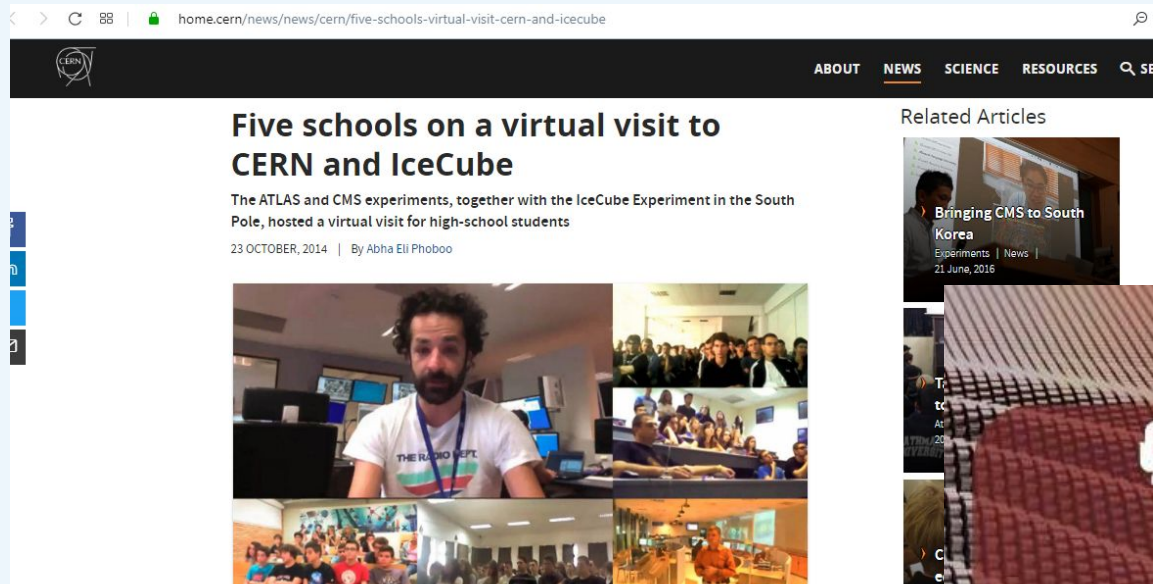 home.cern/news/news/cern/five-schools-virtual-visit-cern-and-icecube
CERN
ABOUT NEWS SCIENCE RESOURCES
Five schools on a virtual visit to
CERN and IceCube
The ATLAS and CMS experiments, together with the IceCube Experiment in the South
Pole, hosted a virtual visit for high-school students
23 OCTOBER, 2014 | By Abha Eli Phoboo
THE RADIO DEPT.
Related Articles
Bringing CMS to South
Korea
Experiments | News |
21 June, 2016